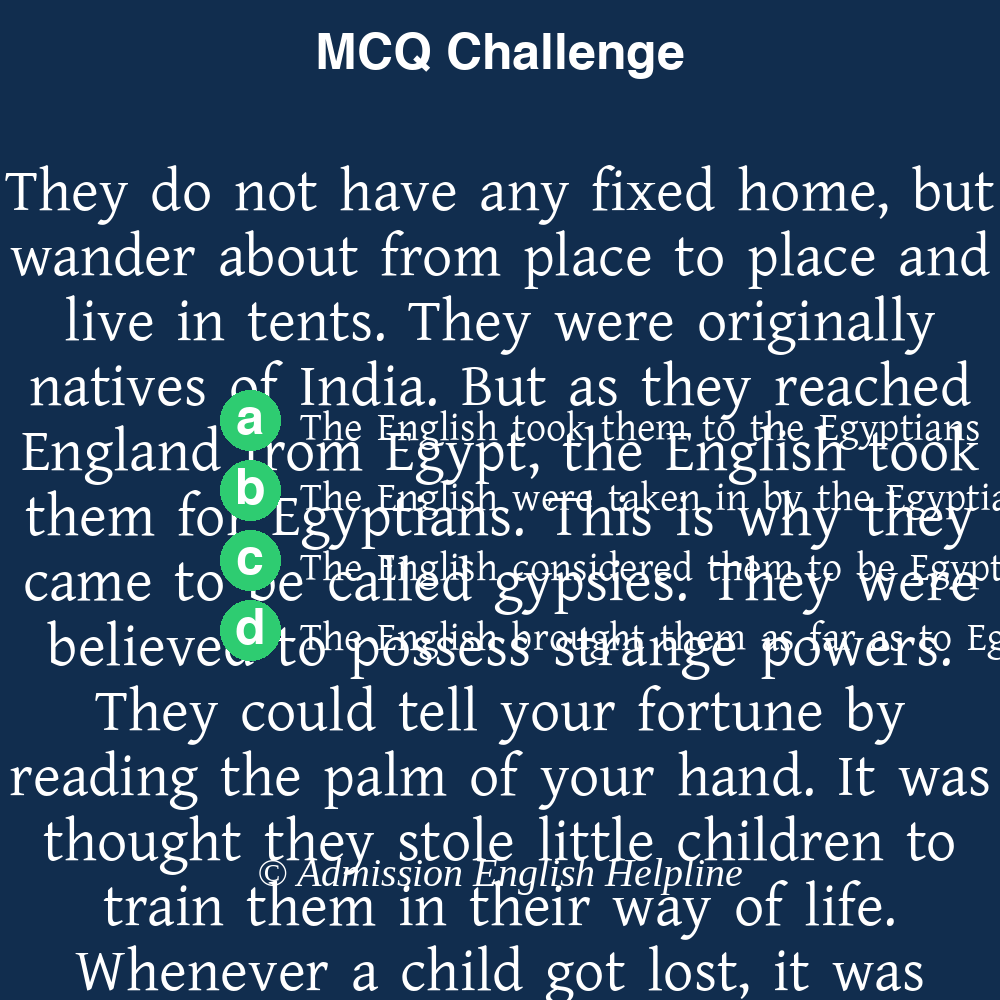 MCQ Challenge
They do not have any fixed home, but
wander about from place to place and
live in tents. They were originally
natives of India. But as they reached
a
The English took them to the Egyptians
England from Egypt, the English took
b
The English were taken in by the
them for Egyptians. This is why they
c
The English considered them to be
came to be called gypsies. They were
d
The English brought them as far as to
believed to possess strange powers.
They could tell your fortune by
reading the palm of your hand. It was
thought they stole little children to
© Admission English Helpline
train them in their way of life.
Whenever a child got lost, it was